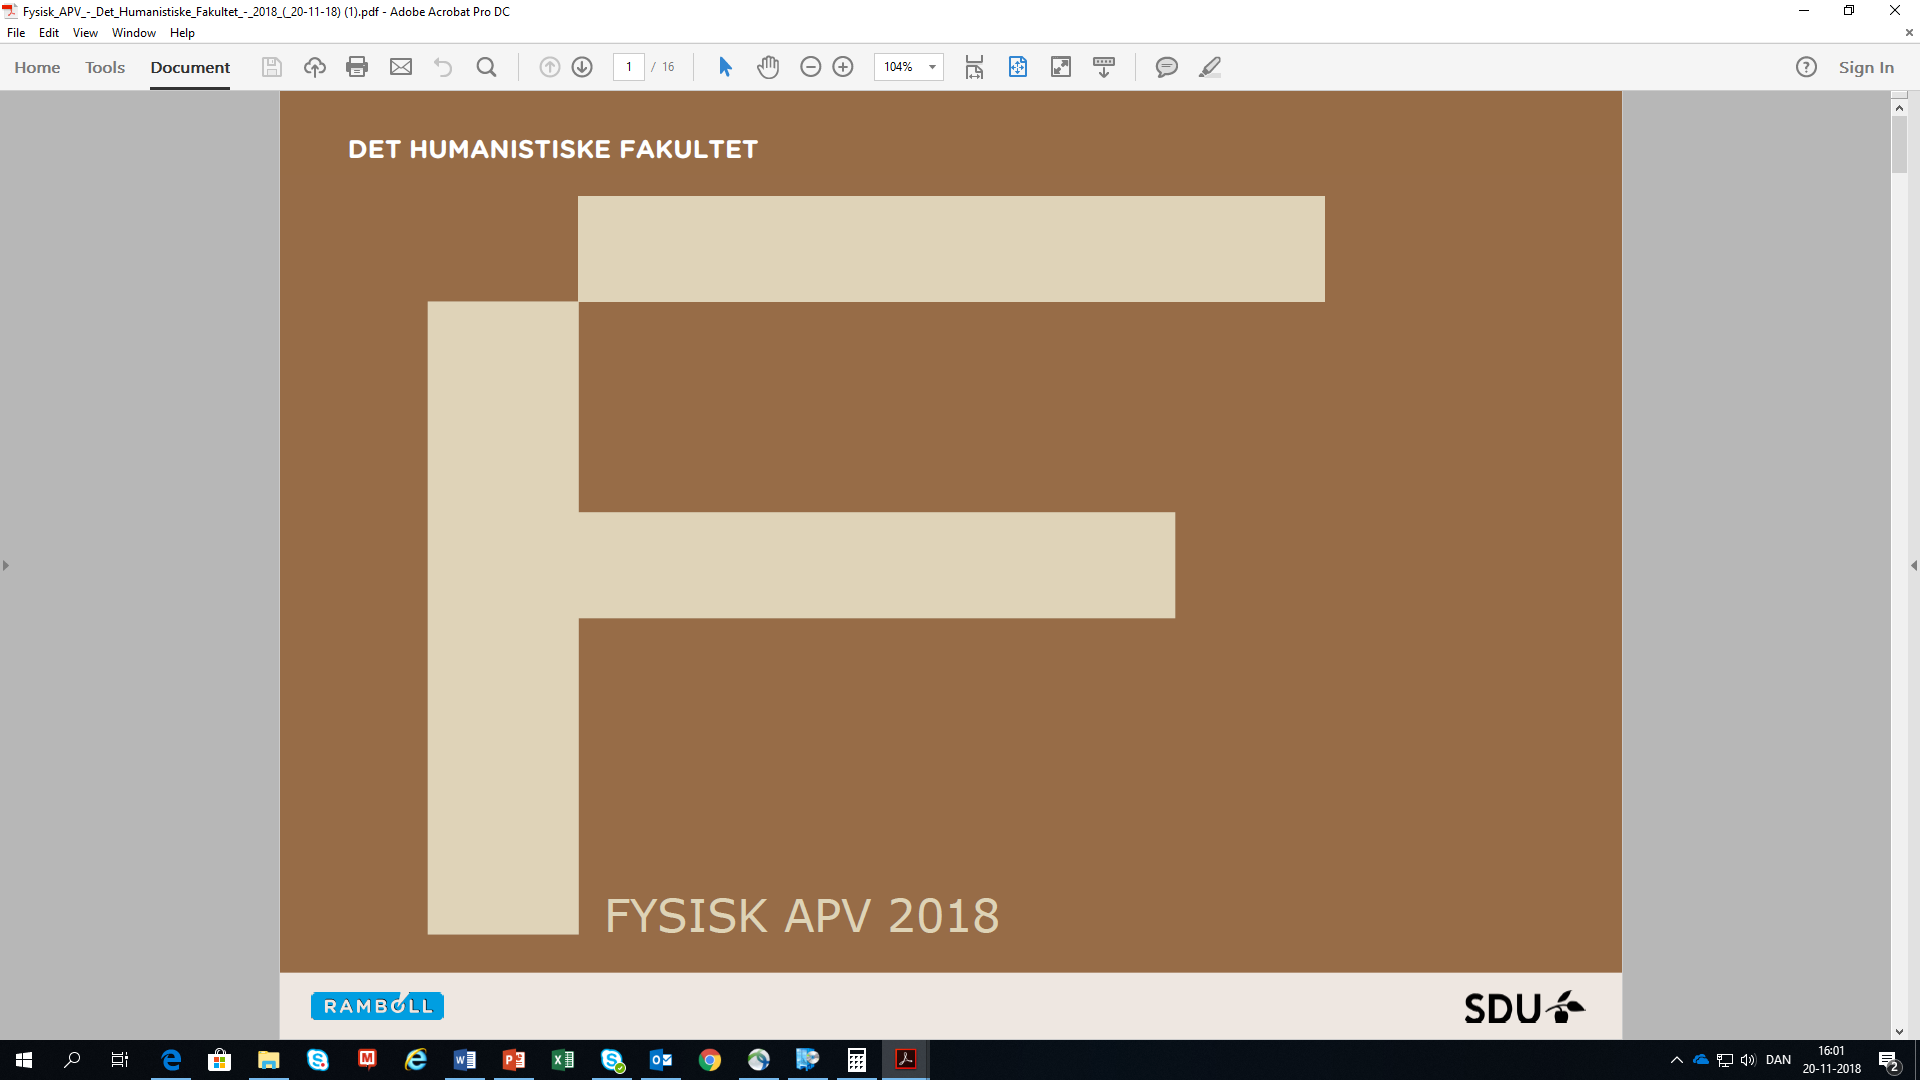 Fysisk_APV_-_Det_Humanistiske_Fakultet_-_2018_(_20-11-18) (1).pdf - Adobe Acrobat Pro DC
File Edit View Window Help
Home Tools Document 1 / 16 104% Sign In
DET HUMANISTISKE FAKULTET
FYSISK APV 2018
RAMBOLL
SDU
DAN
16:01
20-11-2018
2